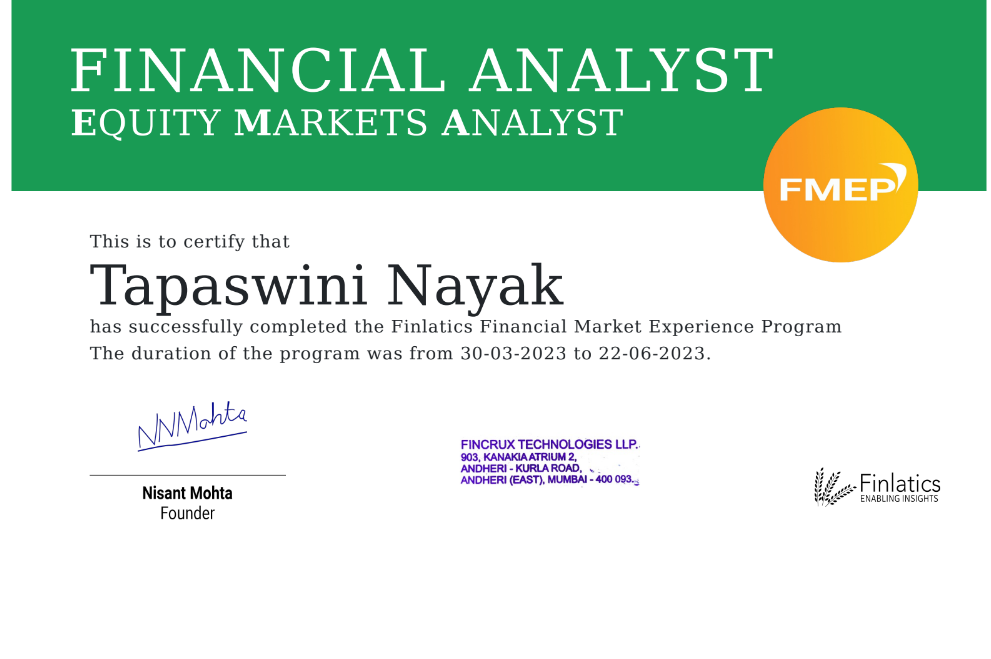 FINANCIAL ANALYST
EQUITY MARKETS ANALYST
FMEP
This is to certify that
Tapaswini Nayak
has successfully completed the Finlatics Financial Market Experience Program
The duration of the program was from 30-03-2023 to 22-06-2023.
NNMohta
Nisant Mohta
Founder
FINCRUX TECHNOLOGIES LLP.
903, KANAKIA ATRIUM 2,
ANDHERI - KURLA ROAD,
ANDHERI (EAST), MUMBAI - 400 093.
Finlatics
ENABLING INSIGHTS